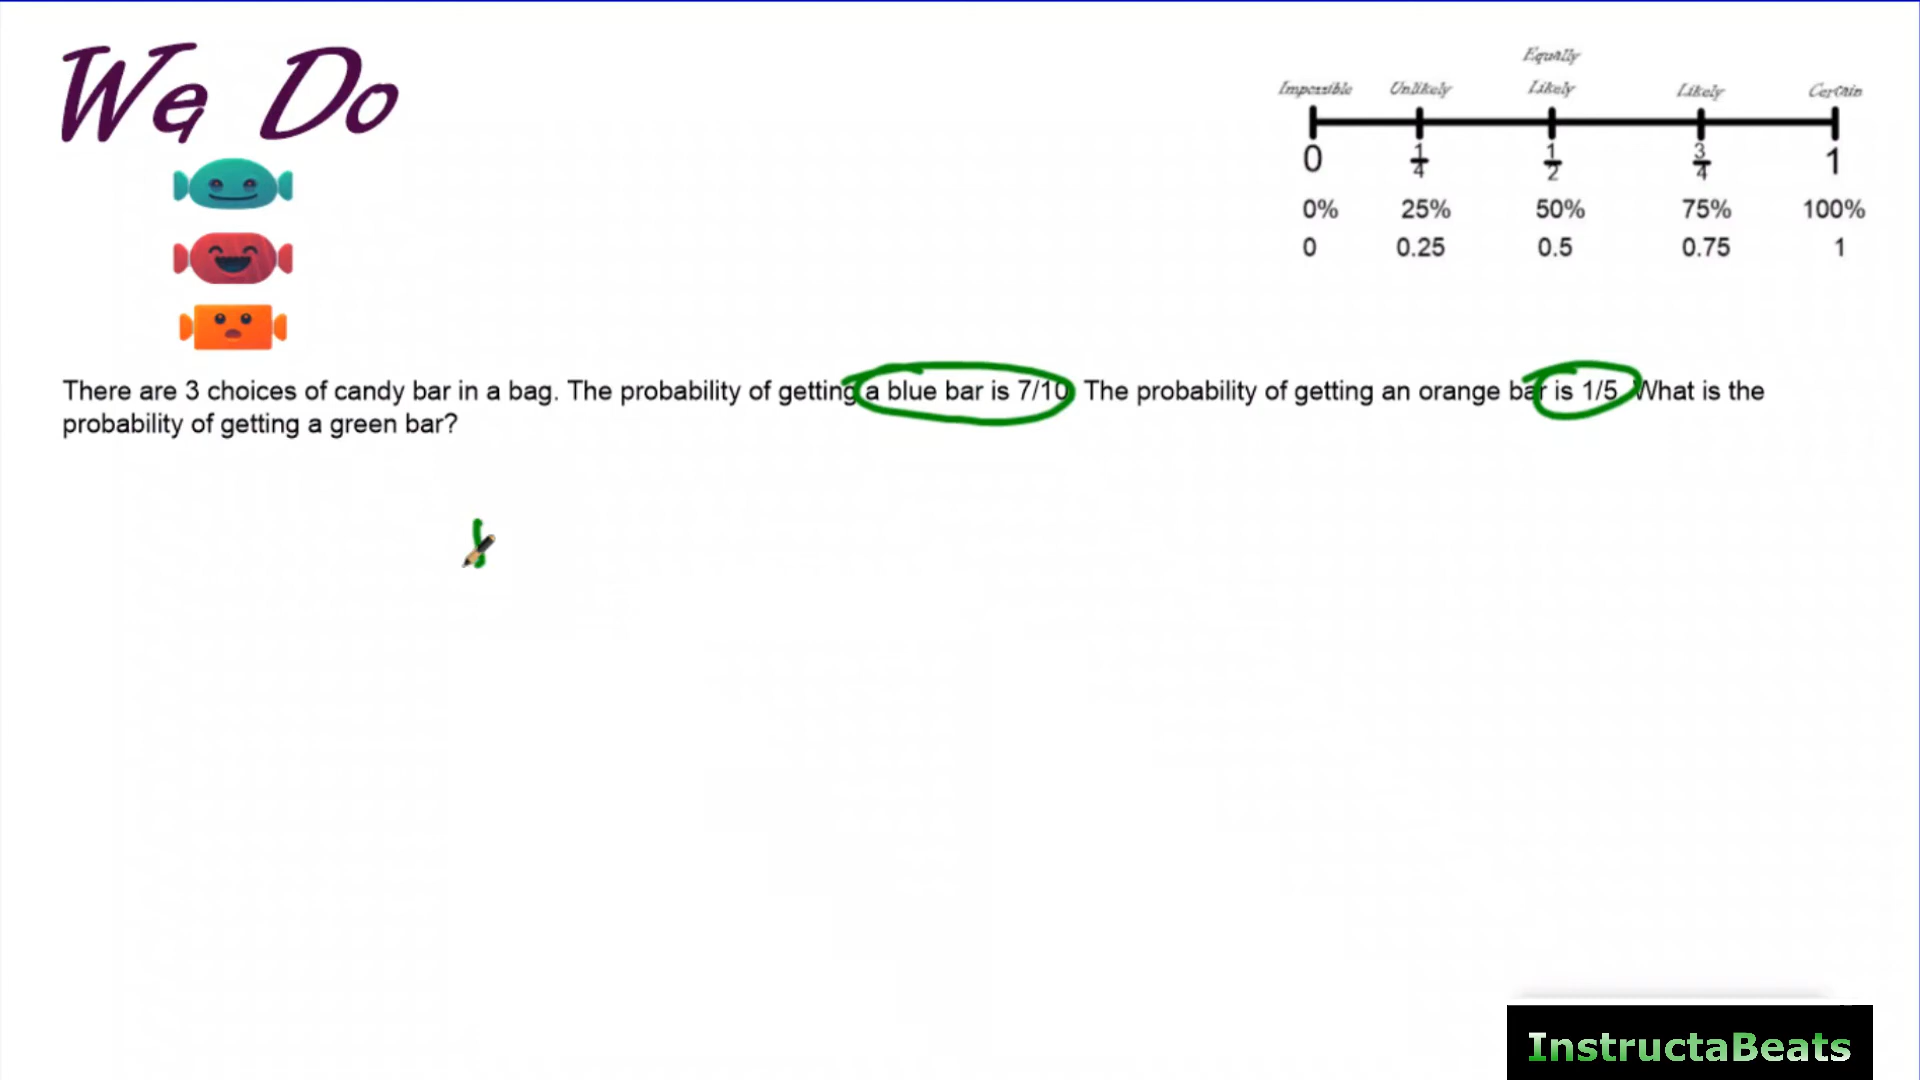 We Do
Equally
Impossible Unlikely Likely Likely Certain
0 1/4 1/2 3/4 1
0% 25% 50% 75% 100%
0 0.25 0.5 0.75 1
There are 3 choices of candy bar in a bag. The probability of getting a blue bar is 7/10 The probability of getting an orange bar is 1/5 What is the
probability of getting a green bar?
InstructaBeats